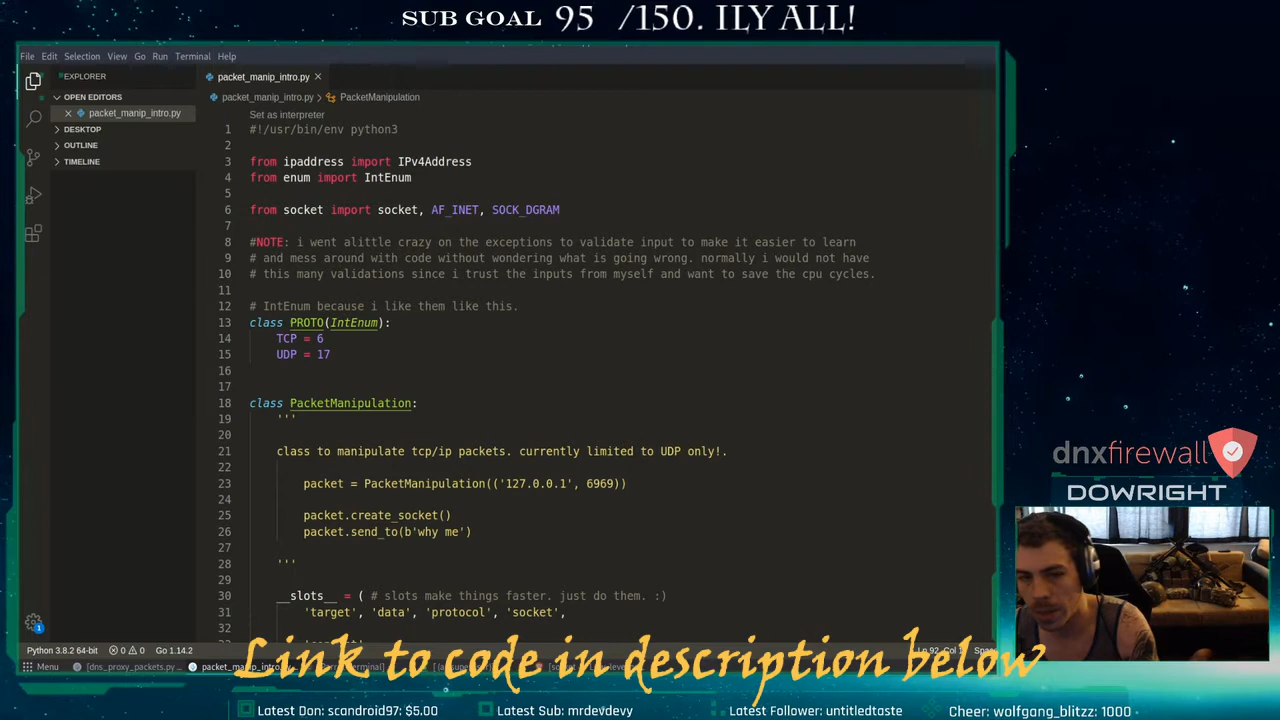 SUB GOAL 95 /150. ILY ALL!
File Edit Selection View Go Run Terminal Help
EXPLORER
packet_manip_intro.py
OPEN EDITORS
packet_manip_intro.py
DESKTOP
OUTLINE
TIMELINE
packet_manip_intro.py > PacketManipulation
Set as interpreter
1 #!/usr/bin/env python3
2
3 from ipaddress import IPv4Address
4 from enum import IntEnum
5
6 from socket import socket, AF_INET, SOCK_DGRAM
7
8 #NOTE: i went alittle crazy on the exceptions to validate input to make it easier to learn
9 # and mess around with code without wondering what is going wrong. normally i would not have
10 # this many validations since i trust the inputs from myself and want to save the cpu cycles.
11
12 # IntEnum because i like them like this.
13 class PROTO(IntEnum):
14 TCP = 6
15 UDP = 17
16
17
18 class PacketManipulation:
19 '''
20
21 class to manipulate tcp/ip packets. currently limited to UDP only!.
22
23 packet = PacketManipulation(('127.0.0.1', 6969))
24
25 packet.create_socket()
26 packet.send_to(b'why me')
27
28 '''
29
30 __slots__ = ( # slots make things faster. just do them. :)
31 'target', 'data', 'protocol', 'socket',
32
dnxfirewall
DOWRIGHT
1
Python 3.8.2 64-bit 0 0 Go 1.14.2
Menu [dns_proxy_packets.py
Link to code in description below
Latest Don: scandroid97: $5.00
Latest Sub: mrdevdevy
Latest Follower: untitledtaste
Cheer: wolfgang_blitzz: 1000